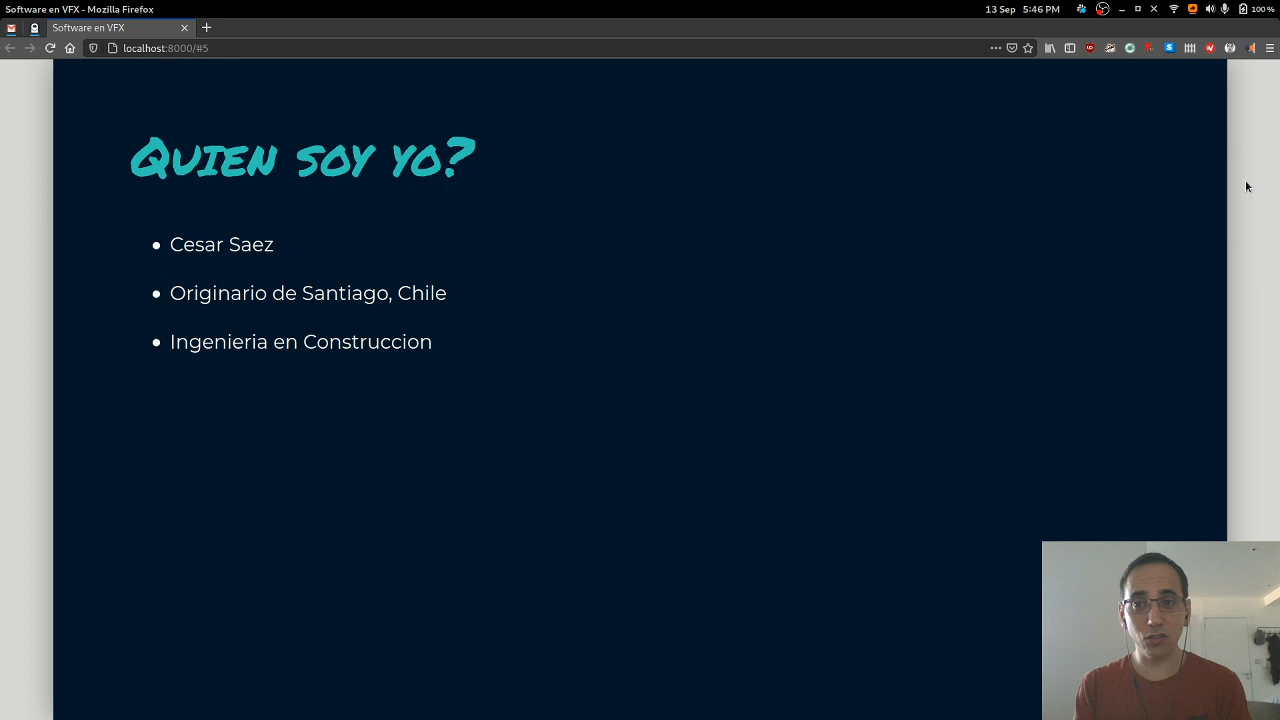 Software en VFX - Mozilla Firefox
13 Sep 5:46 PM
100 %
Software en VFX
localhost:8000/#5
Quien soy yo?
Cesar Saez
Originario de Santiago, Chile
Ingenieria en Construccion